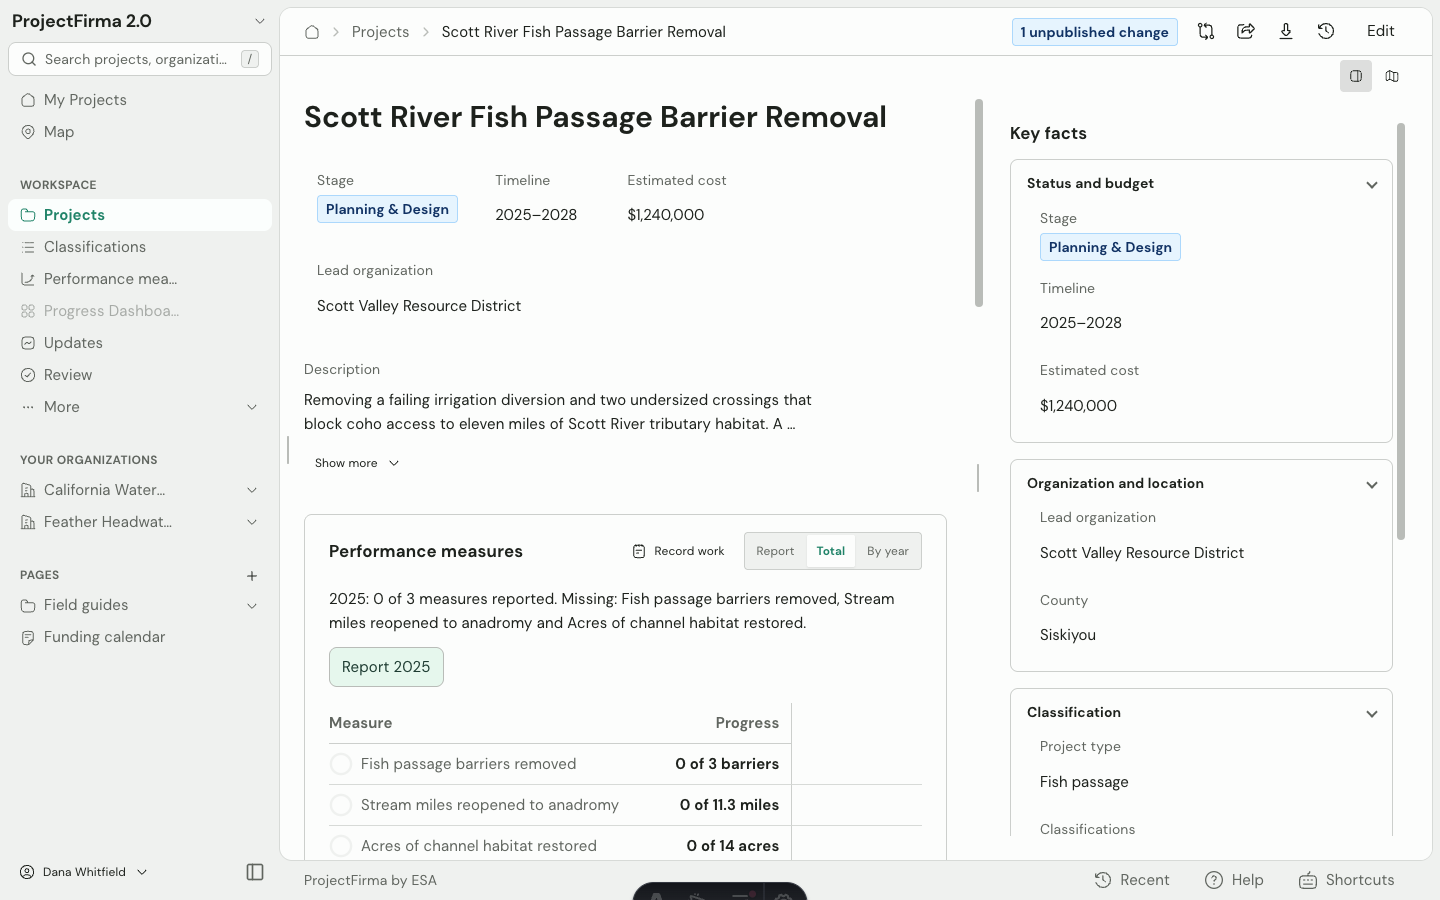 ProjectFirma 2.0
Search projects, organizati...
/
My Projects
Map
WORKSPACE
Projects
Classifications
Performance mea...
Progress Dashboa...
Updates
Review
More
YOUR ORGANIZATIONS
California Water...
Feather Headwat...
PAGES
Field guides
Funding calendar
Dana Whitfield
Projects
Scott River Fish Passage Barrier Removal
1 unpublished change
Edit
Scott River Fish Passage Barrier Removal
Stage
Planning & Design
Timeline
2025–2028
Estimated cost
$1,240,000
Lead organization
Scott Valley Resource District
Description
Removing a failing irrigation diversion and two undersized crossings that
block coho access to eleven miles of Scott River tributary habitat. A ...
Show more
Performance measures
Record work
Report
Total
By year
2025: 0 of 3 measures reported. Missing: Fish passage barriers removed, Stream
miles reopened to anadromy and Acres of channel habitat restored.
Report 2025
Measure Progress
Fish passage barriers removed 0 of 3 barriers
Stream miles reopened to anadromy 0 of 11.3 miles
Acres of channel habitat restored 0 of 14 acres
Key facts
Status and budget
Stage
Planning & Design
Timeline
2025–2028
Estimated cost
$1,240,000
Organization and location
Lead organization
Scott Valley Resource District
County
Siskiyou
Classification
Project type
Fish passage
Classifications
ProjectFirma by ESA
Recent
Help
Shortcuts